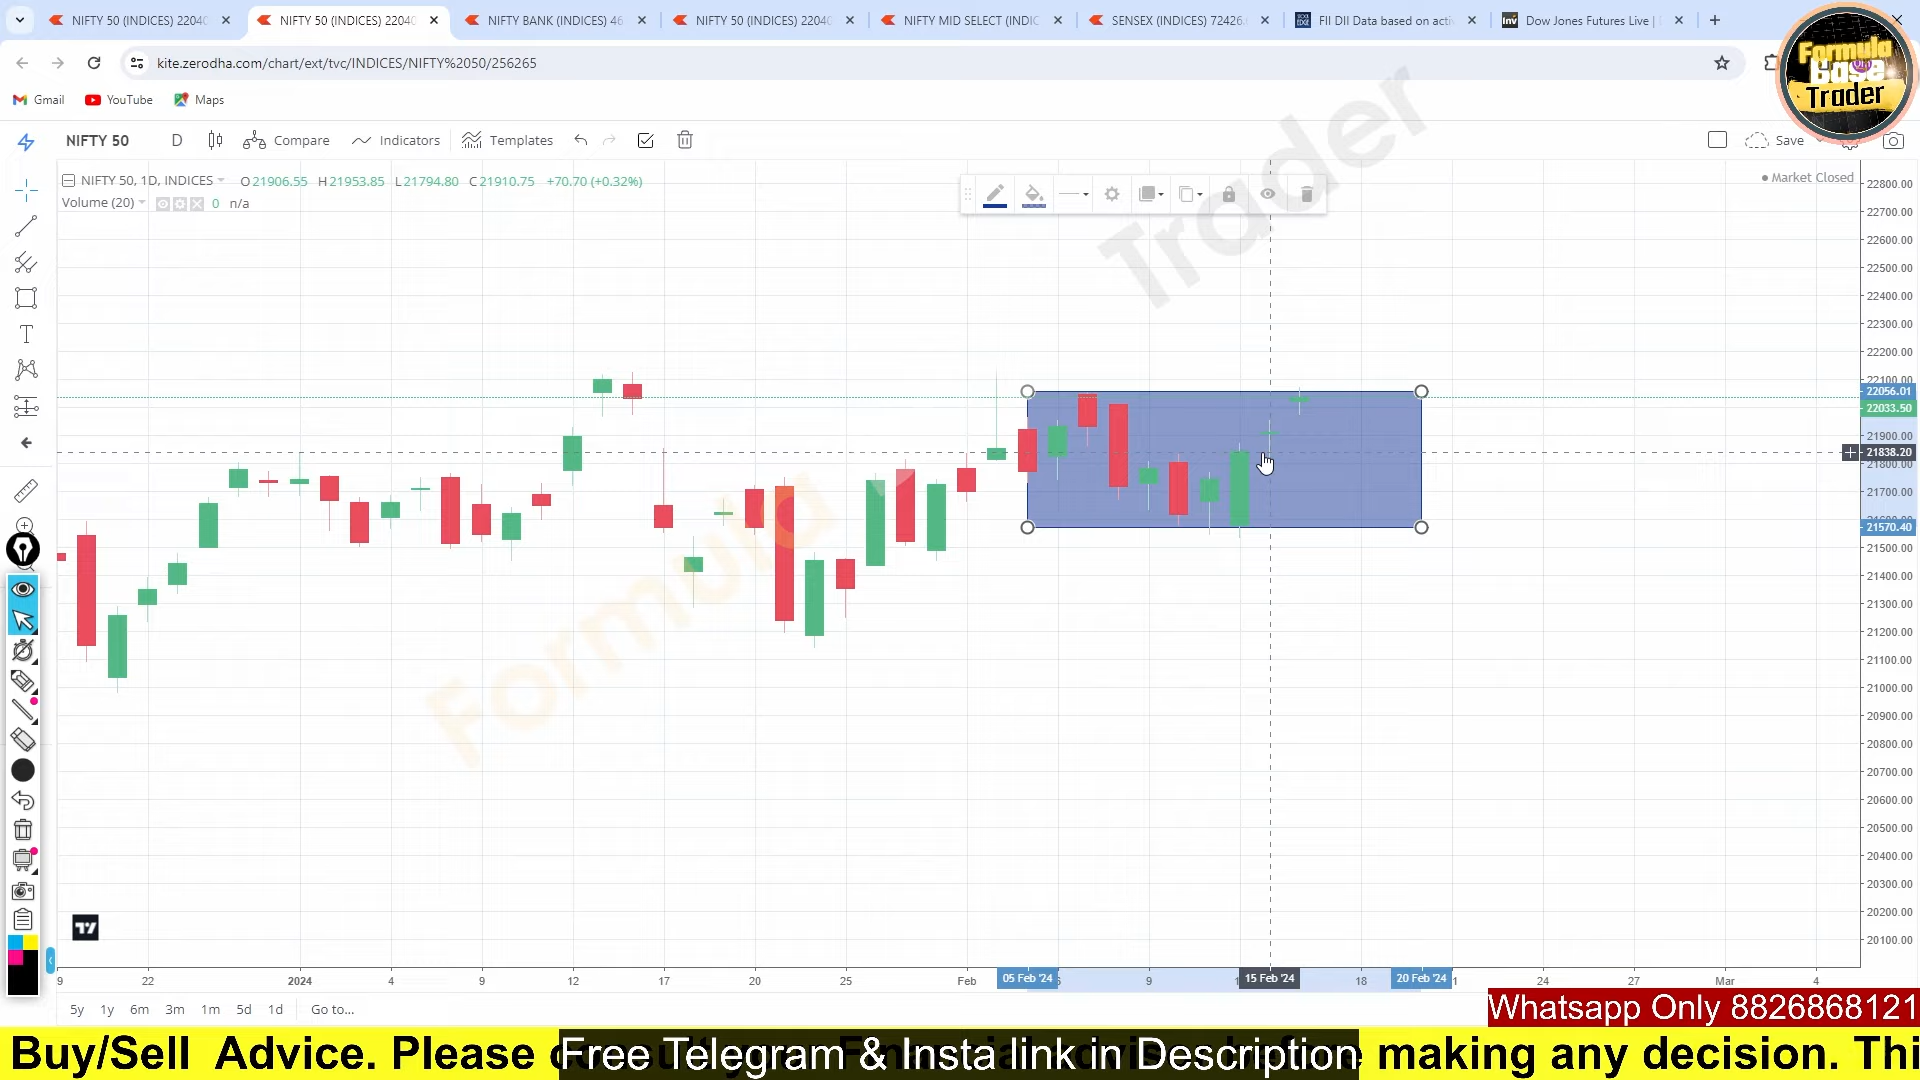 NIFTY 50 (INDICES) 2204
NIFTY 50 (INDICES) 2204
NIFTY BANK (INDICES) 46
NIFTY 50 (INDICES) 2204
NIFTY MID SELECT (INDIC
SENSEX (INDICES) 72426.
FII DII Data based on acti
Dow Jones Futures Live |
kite.zerodha.com/chart/ext/tvc/INDICES/NIFTY%2050/256265
Gmail
YouTube
Maps
Formula
Base
Trader
NIFTY 50
D
Compare
Indicators
Templates
Save
NIFTY 50, 1D, INDICES
O21906.55 H21953.85 L21794.80 C21910.75 +70.70 (+0.32%)
Market Closed
Volume (20)
0 n/a
Trader
Formula
22800.00
22700.00
22600.00
22500.00
22400.00
22300.00
22200.00
22100.00
22056.01
22033.50
21900.00
21838.20
21800.00
21700.00
21570.40
21500.00
21400.00
21300.00
21200.00
21100.00
21000.00
20900.00
20800.00
20700.00
20600.00
20500.00
20400.00
20300.00
20200.00
20100.00
9 22 2024 4 9 12 17 20 25 Feb 05 Feb '24 6 9 15 Feb '24 18 20 Feb '24 1 24 27 Mar 4
5y 1y 6m 3m 1m 5d 1d Go to...
Whatsapp Only 8826868121
Buy/Sell Advice. Please
Free Telegram & Insta link in Description
making any decision. Thi